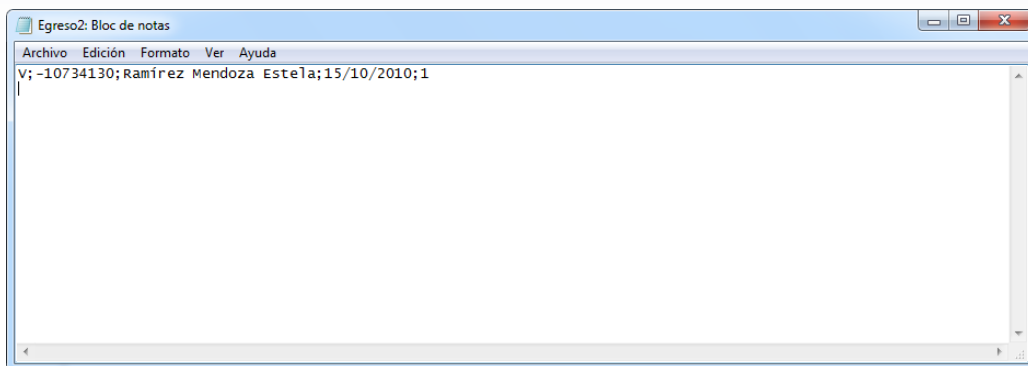 Egreso2: Bloc de notas
Archivo Edición Formato Ver Ayuda
V;-10734130;Ramírez Mendoza Estela;15/10/2010;1